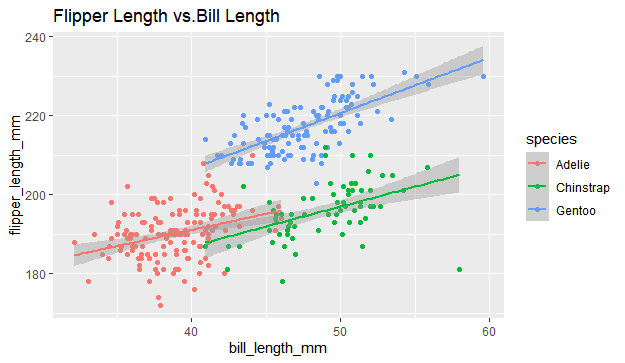 Flipper Length vs.Bill Length
240
220
200
180
flipper_length_mm
40
50
60
bill_length_mm
species
Adelie
Chinstrap
Gentoo